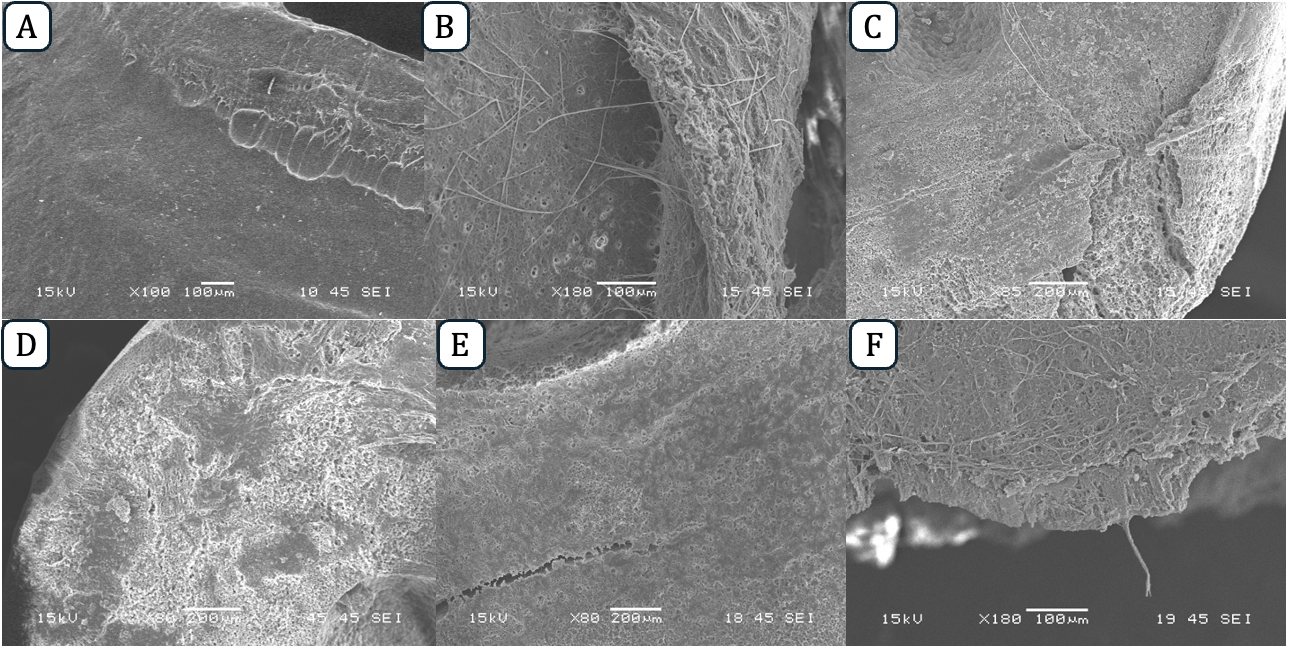 A
B
C
15kV X100 100μm 10 45 SEI
15kV X180 100μm 15 45 SEI
15kV 200μm 45 SEI
D
E
F
15kV 200μm 45 45 SEI
15kV X80 200μm 18 45 SEI
15kV X180 100μm 19 45 SEI